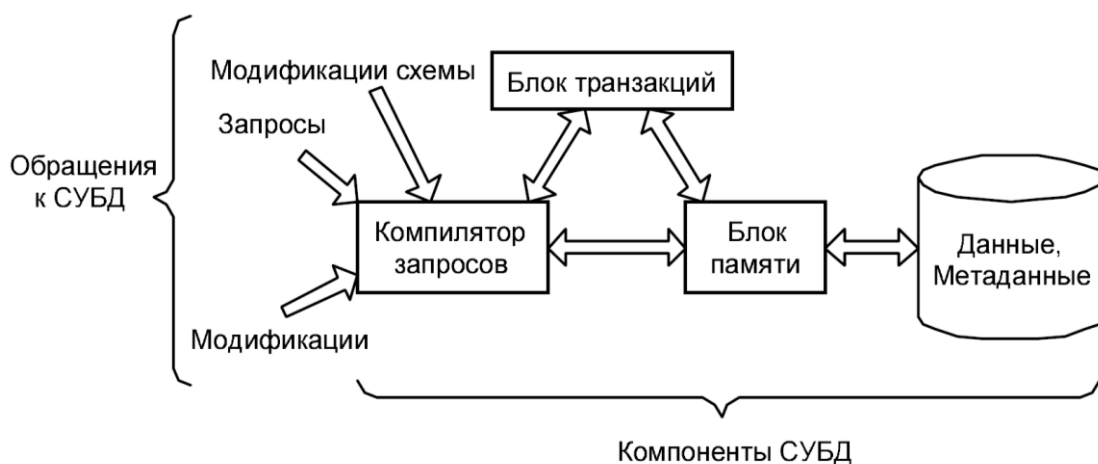 Модификации схемы
Блок транзакций
Запросы
Обращения
к СУБД
Компилятор
запросов
Блок
памяти
Данные,
Метаданные
Модификации
Компоненты СУБД